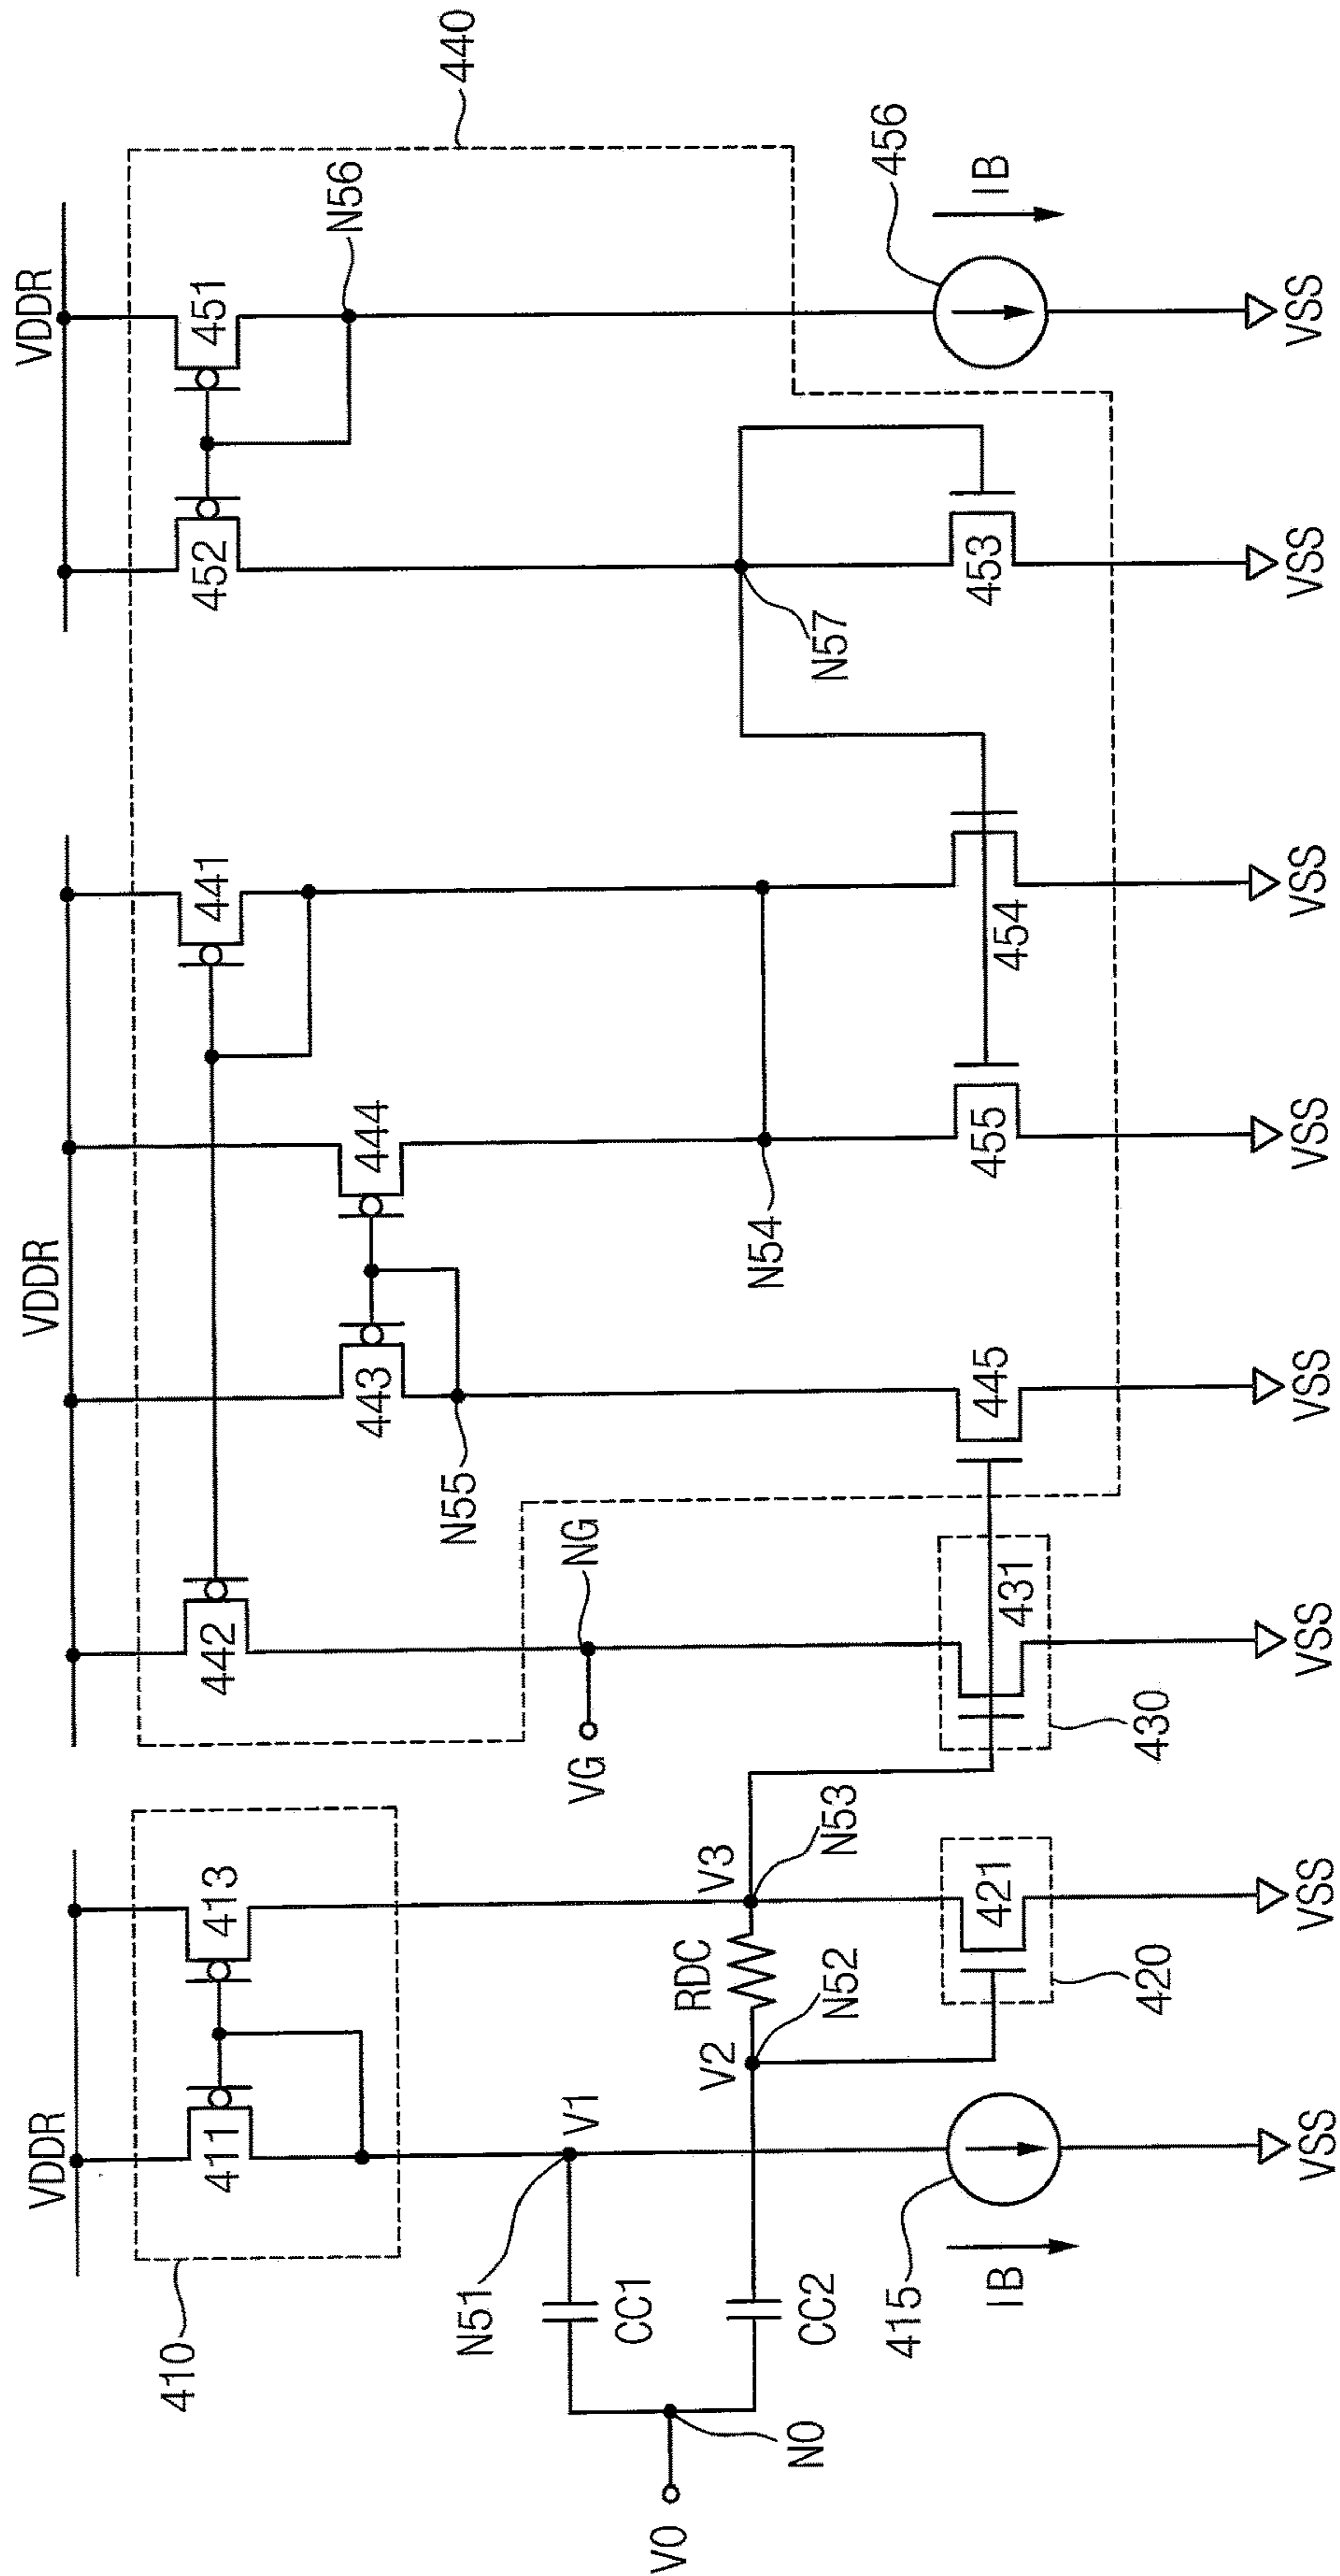 440
VDDR
VDDR
VDDR
410
411
413
442
443
444
441
452
451
N56
N55
NG
VG
N54
N57
N51
V1
CC1
V0
N0
CC2
V2
RDC
N52
V3
N53
415
IB
420
421
430
431
445
455
454
453
456
IB
VSS
VSS
VSS
VSS
VSS
VSS
VSS
VSS